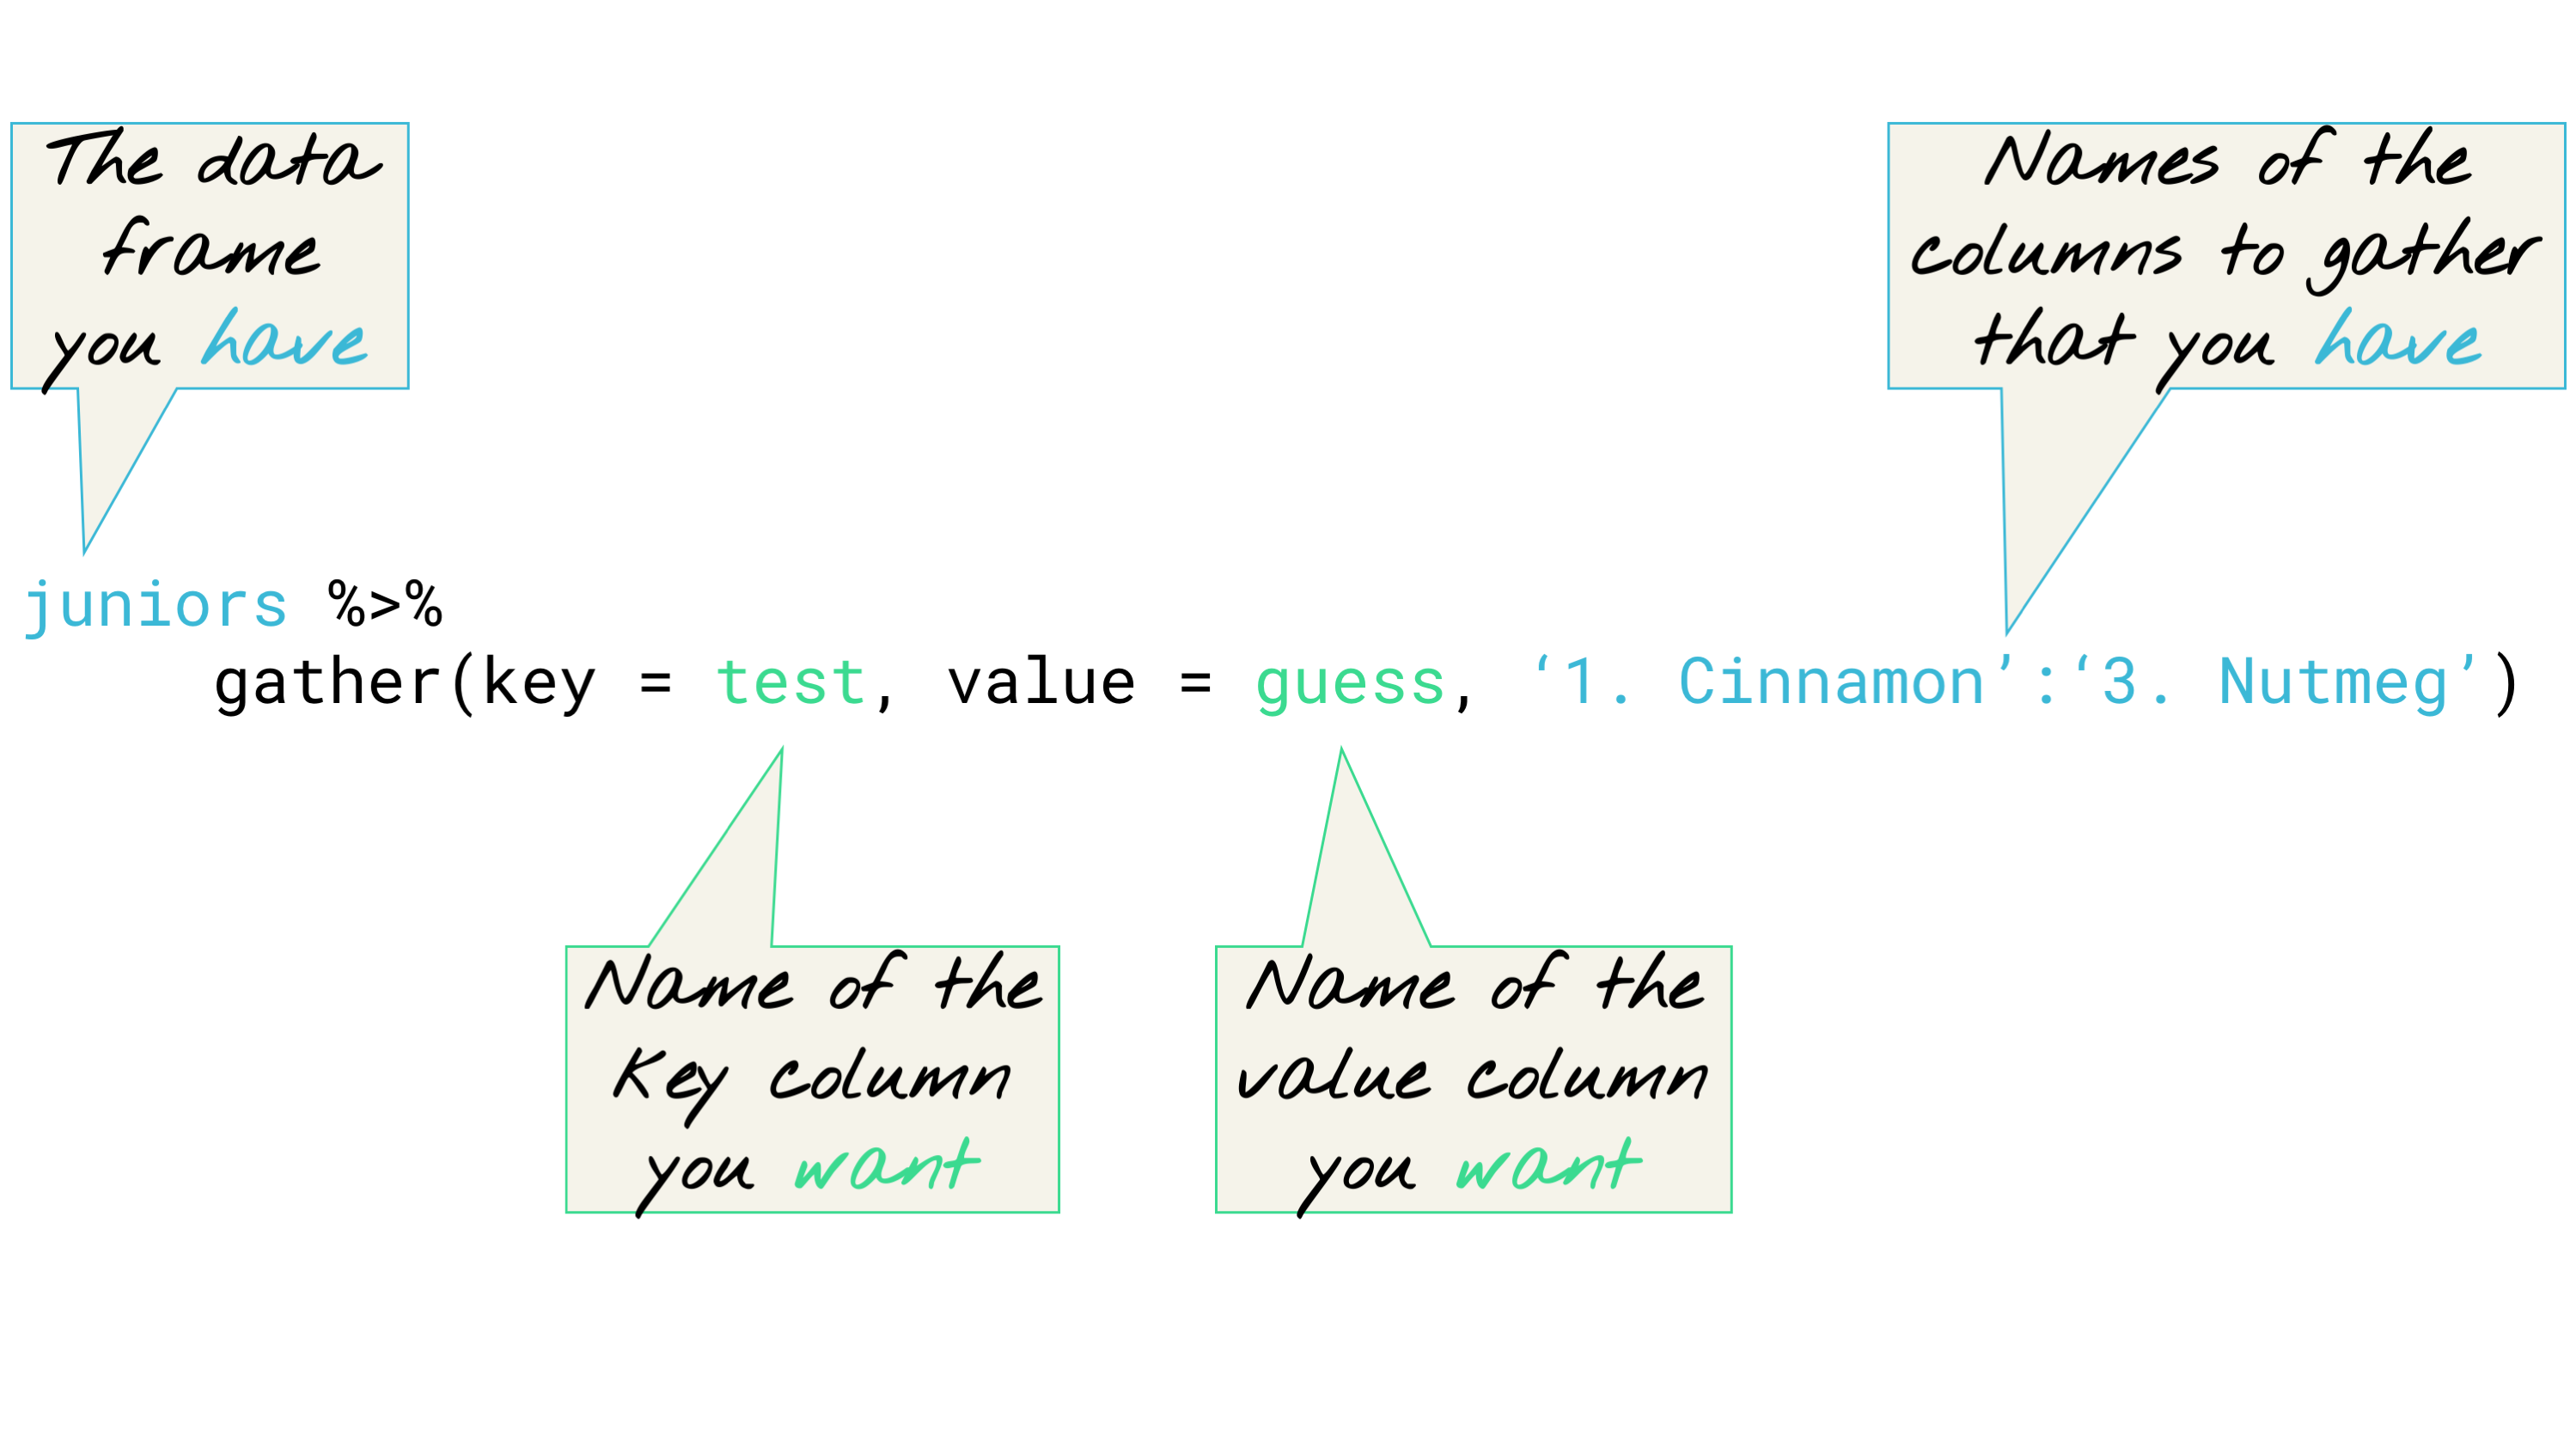 The data
frame
you have
Names of the
columns to gather
that you have
juniors %>%
gather(key = test, value = guess, ‘1. Cinnamon’:‘3. Nutmeg’)
Name of the
Key column
you want
Name of the
value column
you want